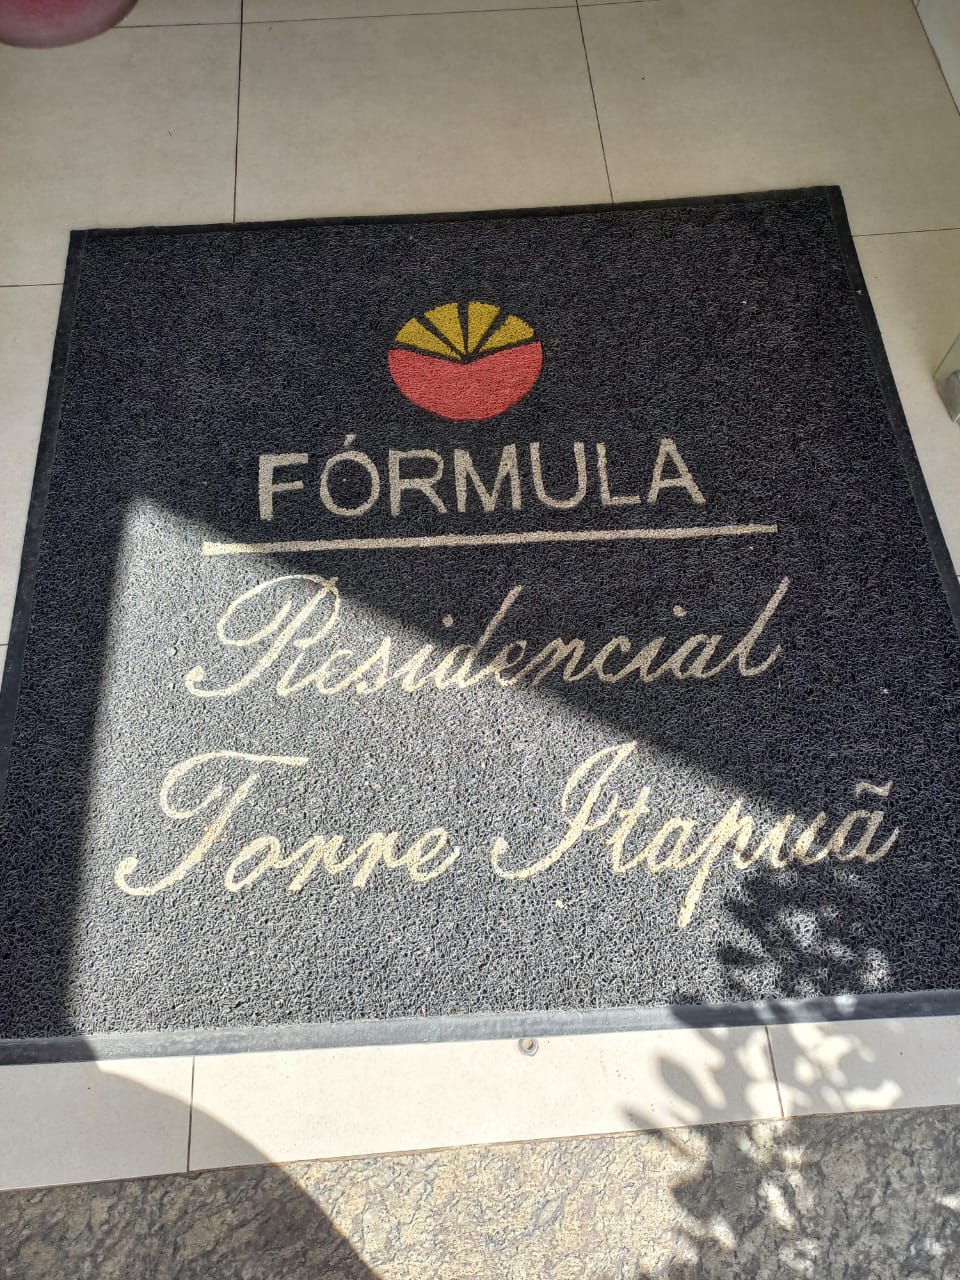 FÓRMULA
Residencial
Torre Itapuã